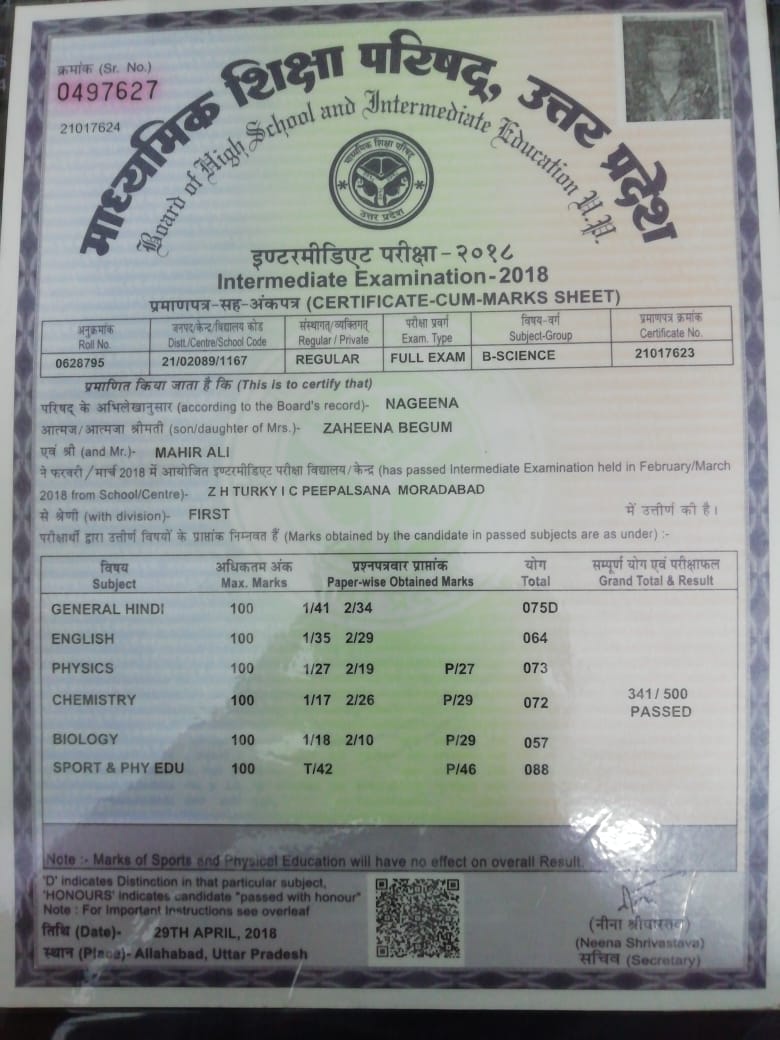 क्रमांक (Sr. No.)
0497627
21017624
माध्यमिक शिक्षा परिषद्, उत्तर प्रदेश
Board of High School and Intermediate Education U.P.
माध्यमिक शिक्षा परिषद्
उत्तर प्रदेश
इण्टरमीडिएट परीक्षा-२०१८
Intermediate Examination-2018
प्रमाणपत्र-सह-अंकपत्र (CERTIFICATE-CUM-MARKS SHEET)
अनुक्रमांक जनपद/केन्द्र/विद्यालय कोड संस्थागत/व्यक्तिगत् परीक्षा प्रवर्ग विषय-वर्ग प्रमाणपत्र क्रमांक
Roll No. Distt./Centre/School Code Regular / Private Exam. Type Subject-Group Certificate No.
0628795 21/02089/1167 REGULAR FULL EXAM B-SCIENCE 21017623
प्रमाणित किया जाता है कि (This is to certify that)
परिषद् के अभिलेखानुसार (according to the Board's record)- NAGEENA
आत्मज/आत्मजा श्रीमती (son/daughter of Mrs.)- ZAHEENA BEGUM
एवं श्री (and Mr.)- MAHIR ALI
ने फरवरी/मार्च 2018 में आयोजित इण्टरमीडिएट परीक्षा विद्यालय/केन्द्र (has passed Intermediate Examination held in February/March
2018 from School/Centre)- Z H TURKY I C PEEPALSANA MORADABAD
से श्रेणी (with division)- FIRST में उत्तीर्ण की है।
परीक्षार्थी द्वारा उत्तीर्ण विषयों के प्राप्तांक निम्नवत हैं (Marks obtained by the candidate in passed subjects are as under) :-
विषय अधिकतम अंक प्रश्नपत्रवार प्राप्तांक योग सम्पूर्ण योग एवं परीक्षाफल
Subject Max. Marks Paper-wise Obtained Marks Total Grand Total & Result
GENERAL HINDI 100 1/41 2/34 075D
ENGLISH 100 1/35 2/29 064
PHYSICS 100 1/27 2/19 P/27 073
CHEMISTRY 100 1/17 2/26 P/29 072 341/500
PASSED
BIOLOGY 100 1/18 2/10 P/29 057
SPORT & PHY EDU 100 T/42 P/46 088
Note :- Marks of Sports and Physical Education will have no effect on overall Result.
'D' indicates Distinction in that particular subject,
'HONOURS' indicates candidate "passed with honour"
Note : For Important Instructions see overleaf
तिथि (Date)- 29TH APRIL, 2018
स्थान (Place)- Allahabad, Uttar Pradesh
(नीना श्रीवास्तव)
(Neena Shrivastava)
सचिव (Secretary)